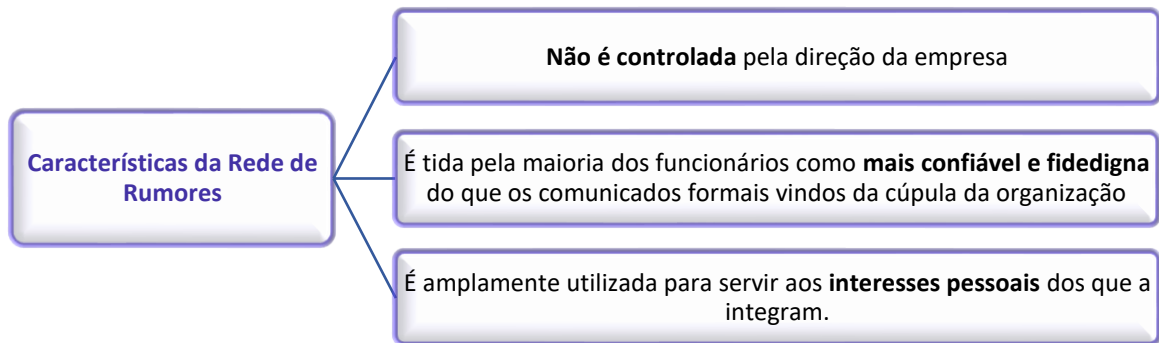 Não é controlada pela direção da empresa
Características da Rede de
Rumores
É tida pela maioria dos funcionários como mais confiável e fidedigna
do que os comunicados formais vindos da cúpula da organização
É amplamente utilizada para servir aos interesses pessoais dos que a
integram.